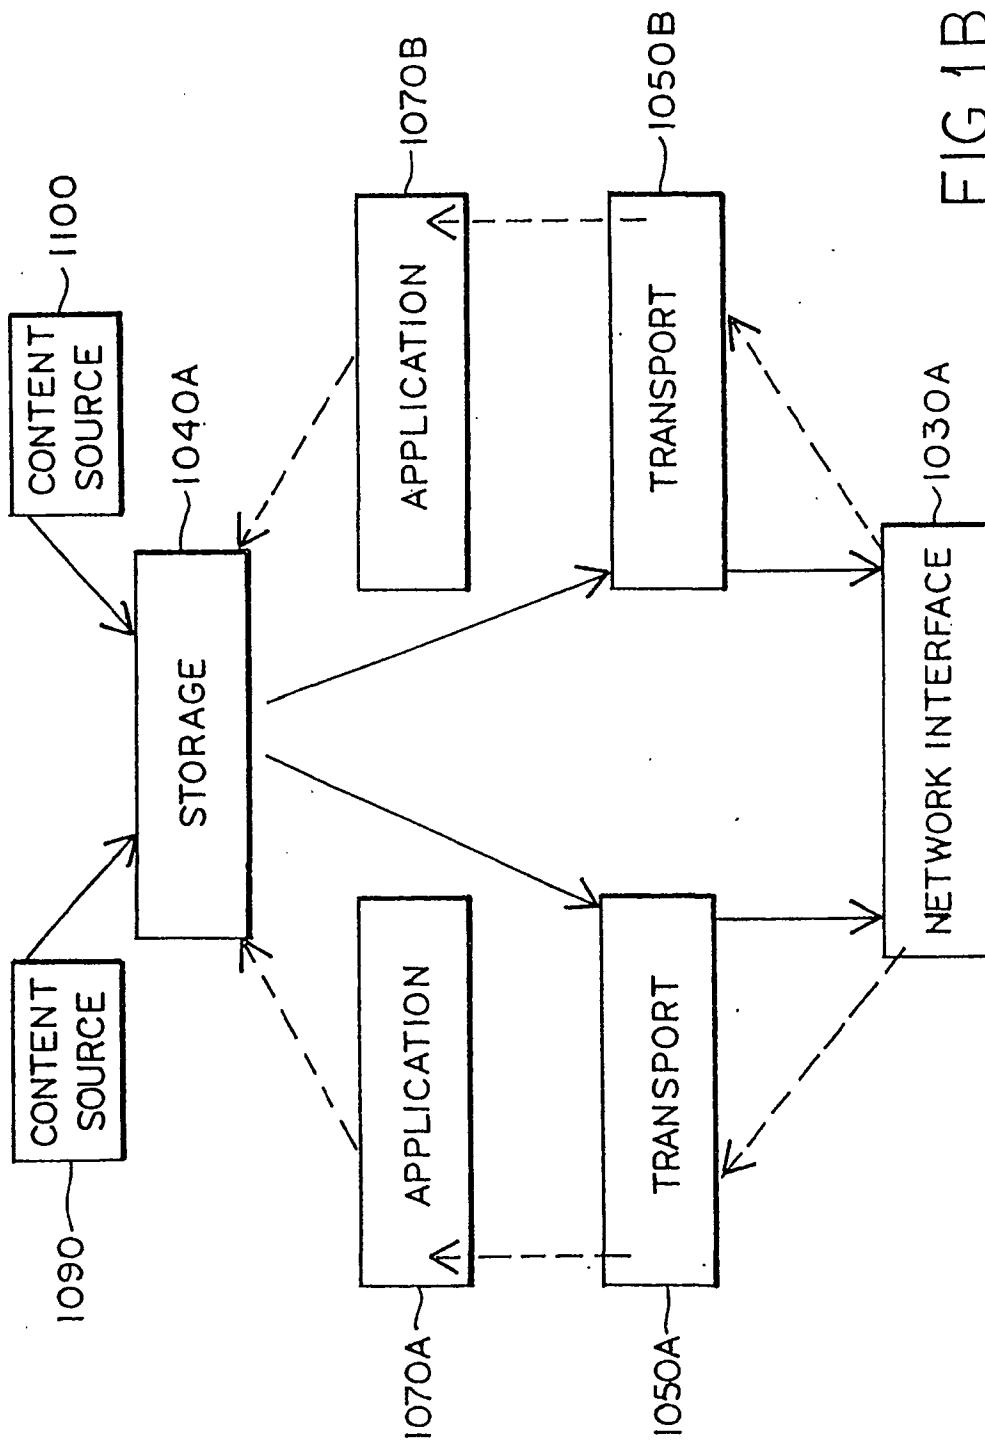 1090
CONTENT
SOURCE
CONTENT
SOURCE
1100
STORAGE
1040A
1070A
APPLICATION
APPLICATION
1070B
1050A
TRANSPORT
TRANSPORT
1050B
NETWORK INTERFACE
1030A
FIG 1B